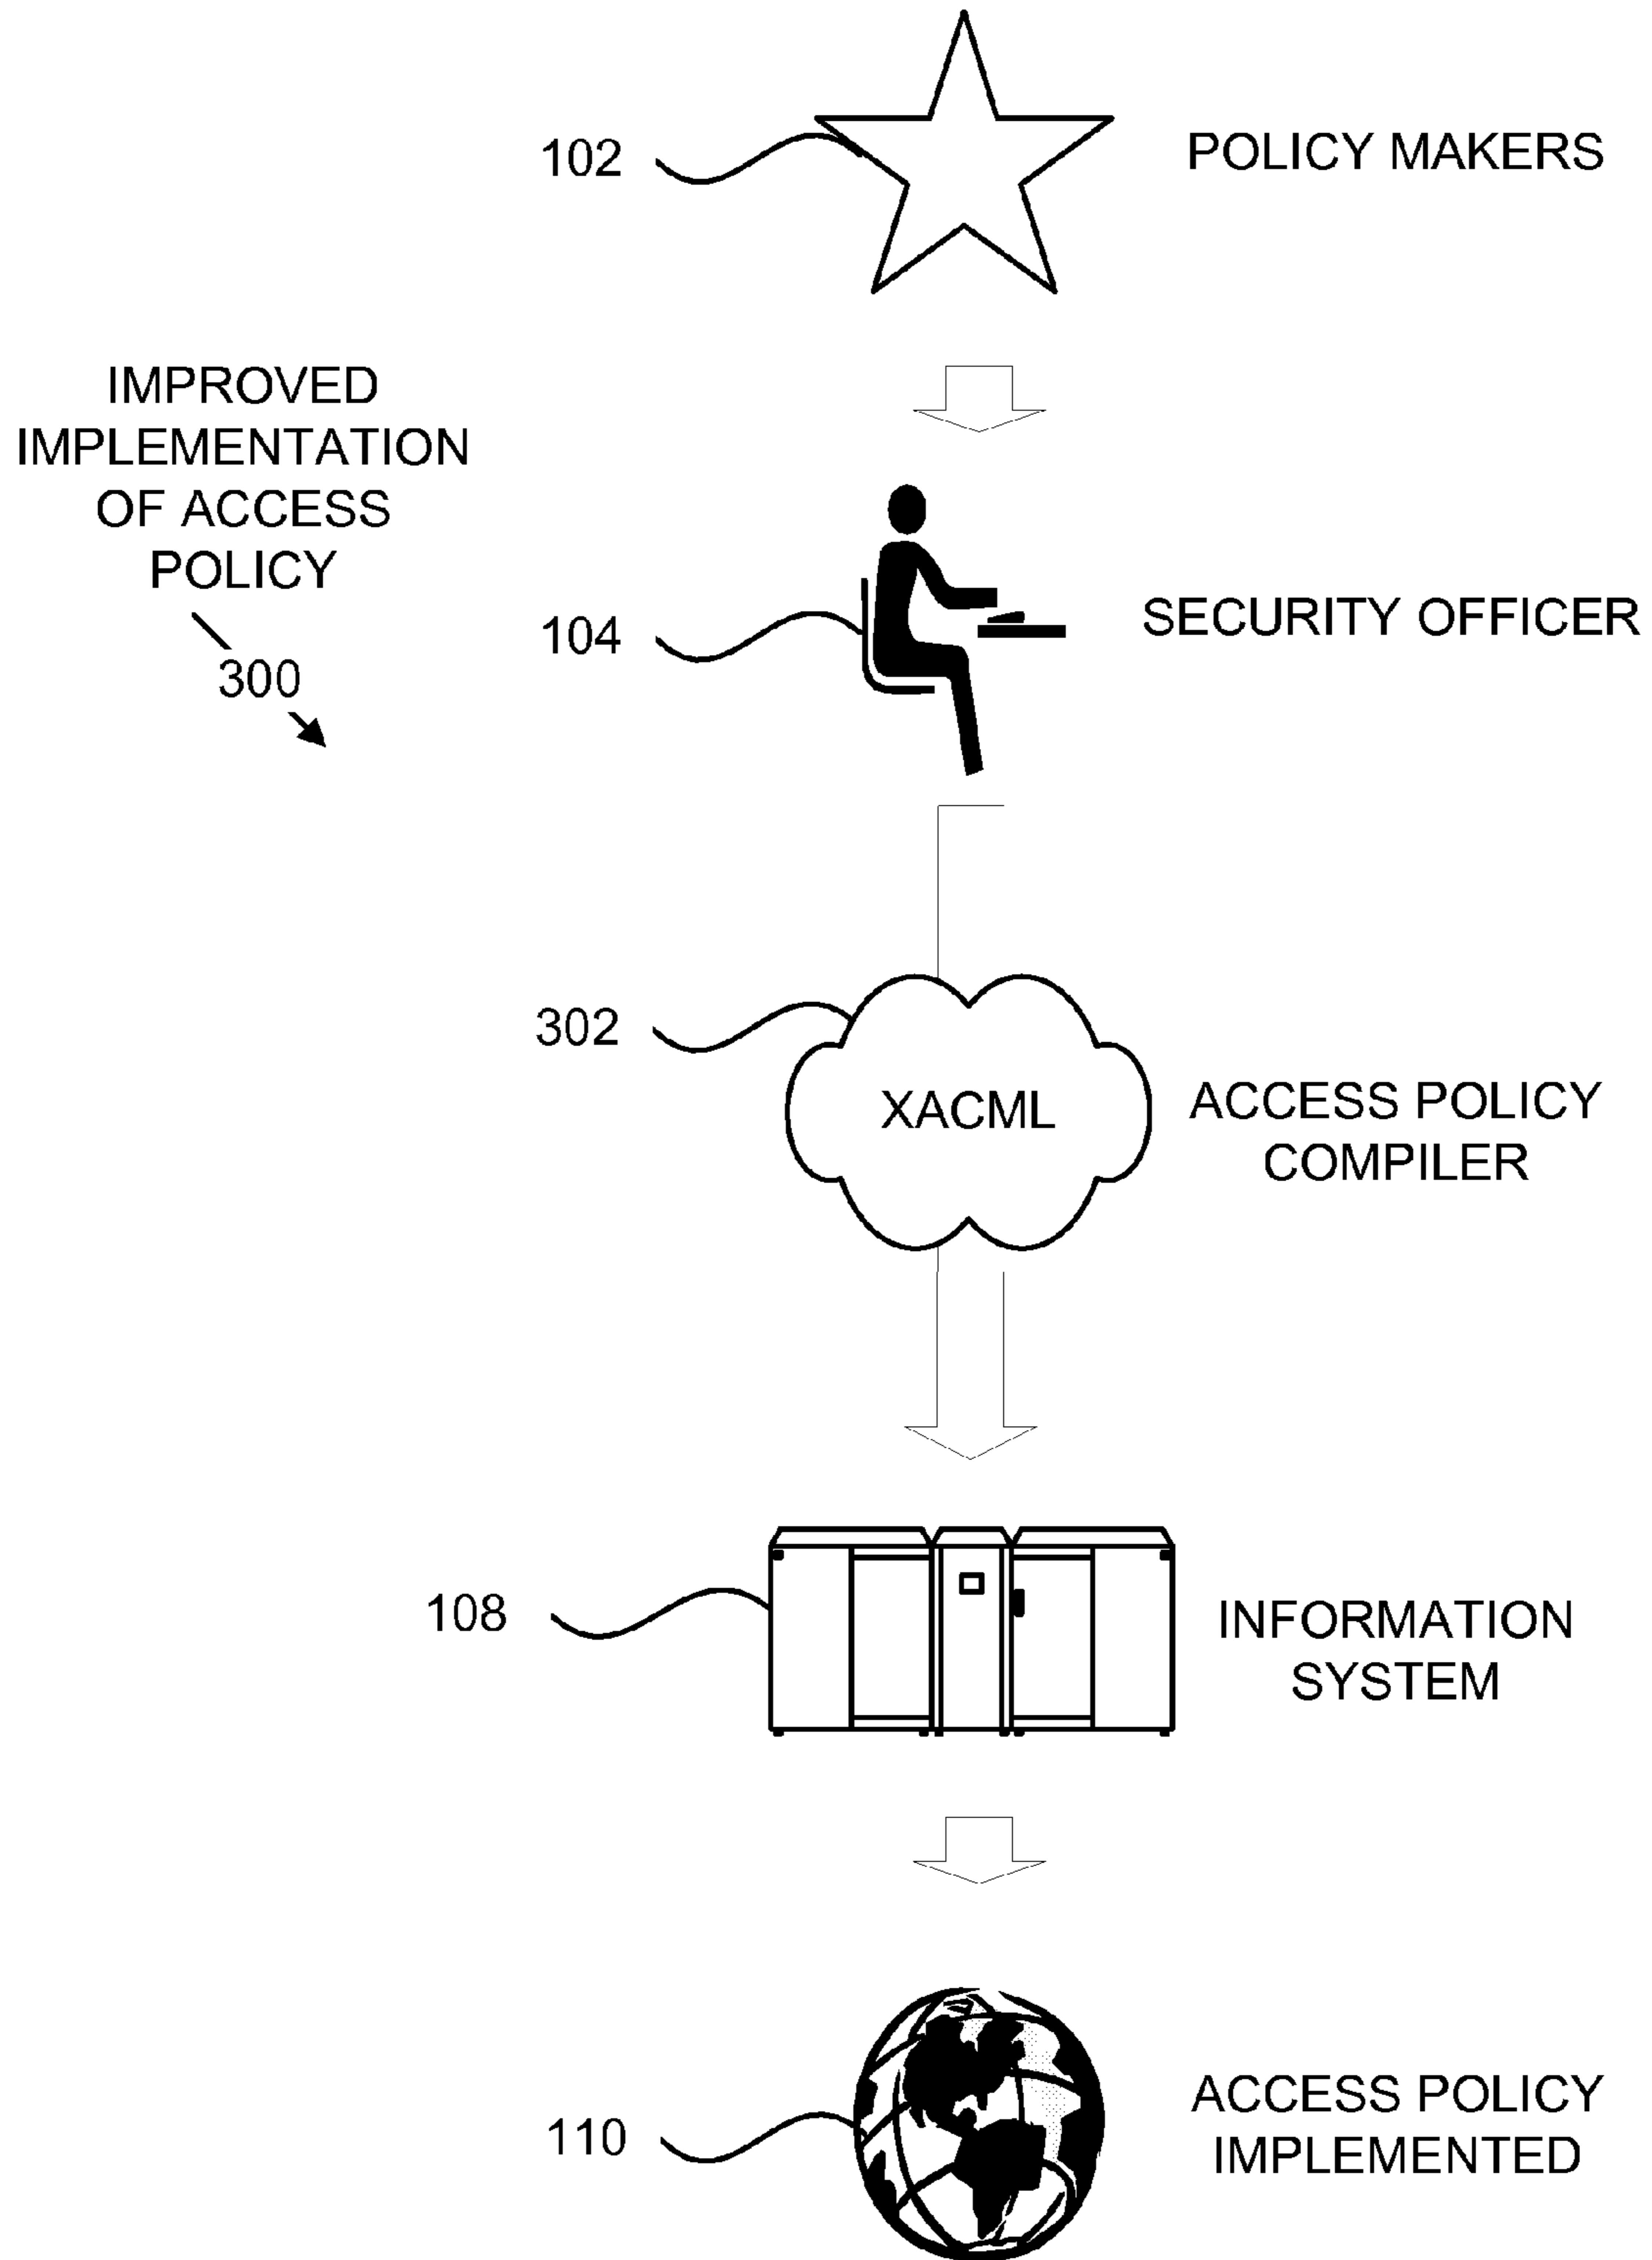 102
POLICY MAKERS
IMPROVED
IMPLEMENTATION
OF ACCESS
POLICY
300
104
SECURITY OFFICER
302
XACML
ACCESS POLICY
COMPILER
108
INFORMATION
SYSTEM
110
ACCESS POLICY
IMPLEMENTED